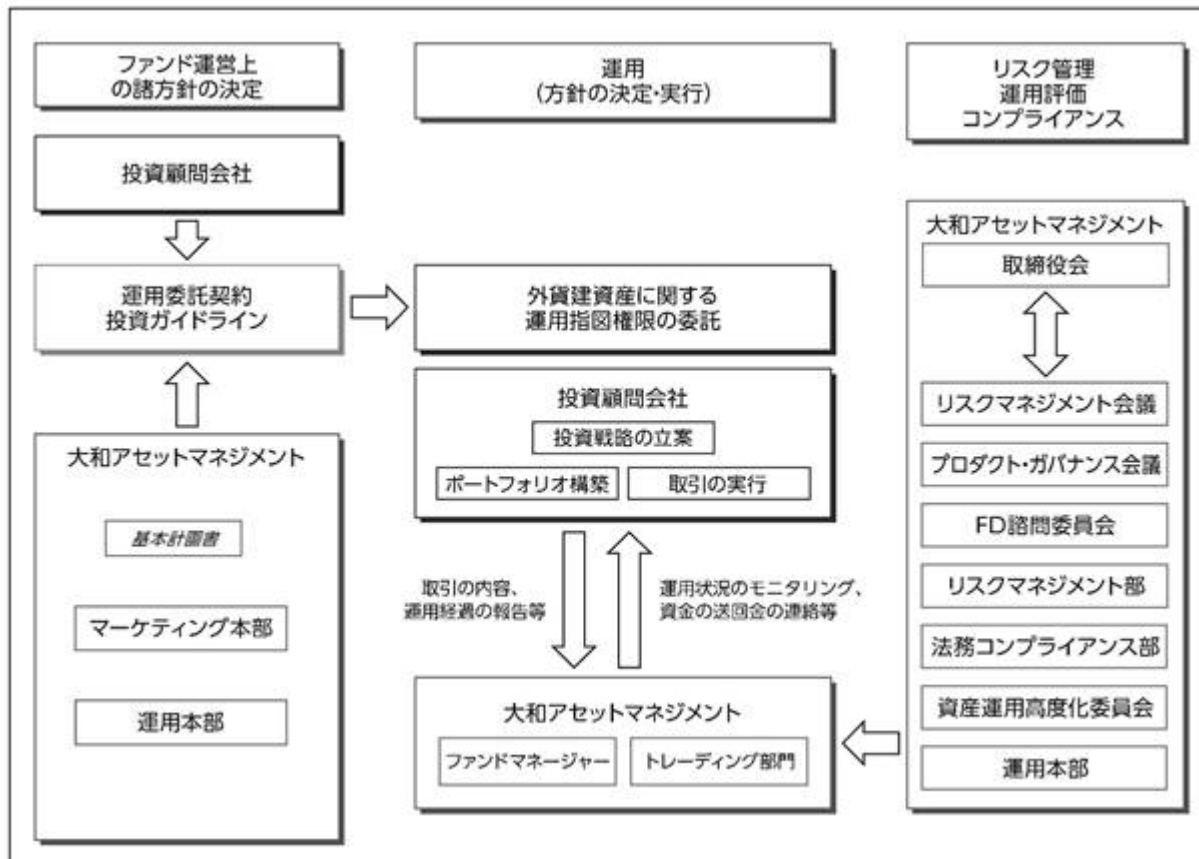 ファンド運営上
の諸方針の決定
投資顧問会社
運用委託契約
投資ガイドライン
大和アセットマネジメント
基本計画書
マーケティング本部
運用本部
運用
(方針の決定・実行)
外貨建資産に関する
運用指図権限の委託
投資顧問会社
投資戦略の立案
ポートフォリオ構築
取引の実行
取引の内容、
運用経過の報告等
運用状況のモニタリング、
資金の送回金の連絡等
大和アセットマネジメント
ファンドマネージャー
トレーディング部門
リスク管理
運用評価
コンプライアンス
大和アセットマネジメント
取締役会
リスクマネジメント会議
プロダクト・ガバナンス会議
FD諮問委員会
リスクマネジメント部
法務コンプライアンス部
資産運用高度化委員会
運用本部